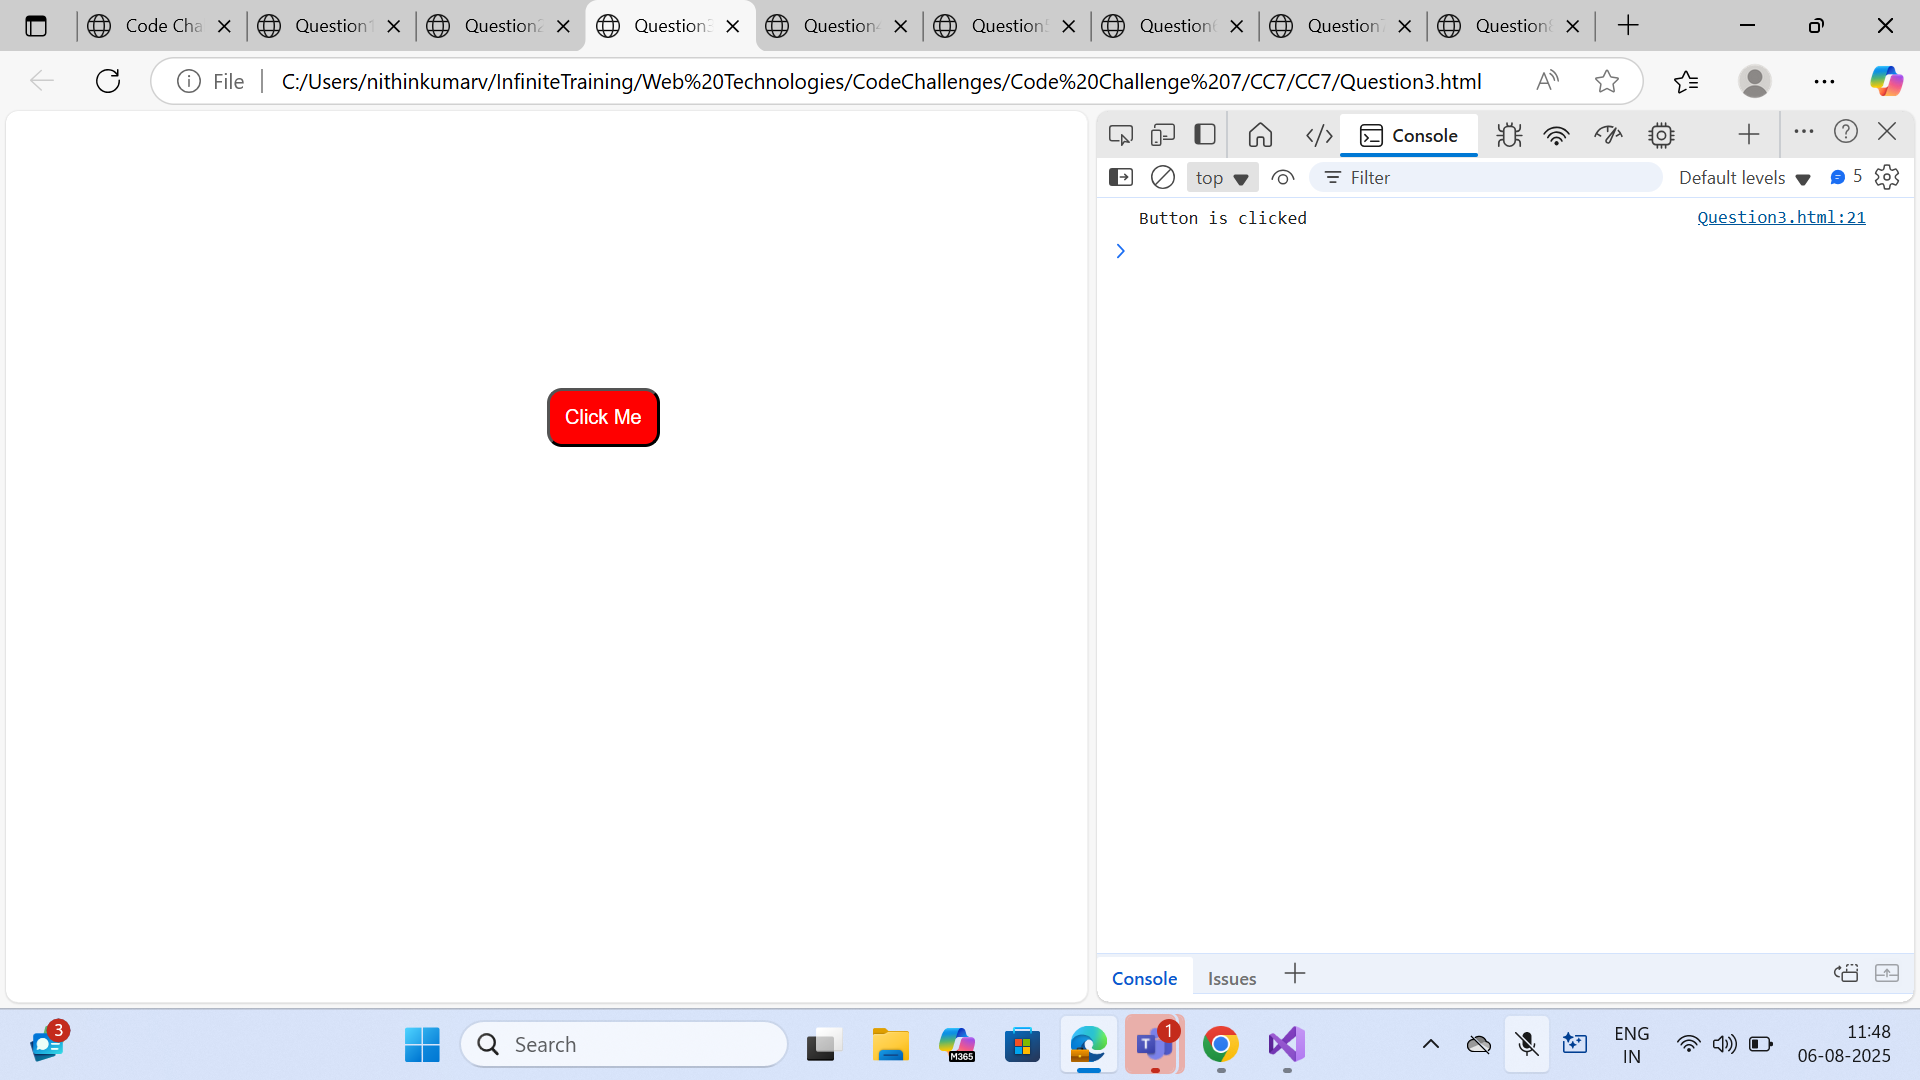 Code Cha
Question1
Question2
Question3
Question4
Question5
Question6
Question7
Question8
File
C:/Users/nithinkumarv/InfiniteTraining/Web%20Technologies/CodeChallenges/Code%20Challenge%207/CC7/CC7/Question3.html
Console
top
Filter
Default levels
5
Button is clicked
Question3.html:21
Click Me
Console
Issues
3
Search
M365
T
1
ENG
IN
11:48
06-08-2025